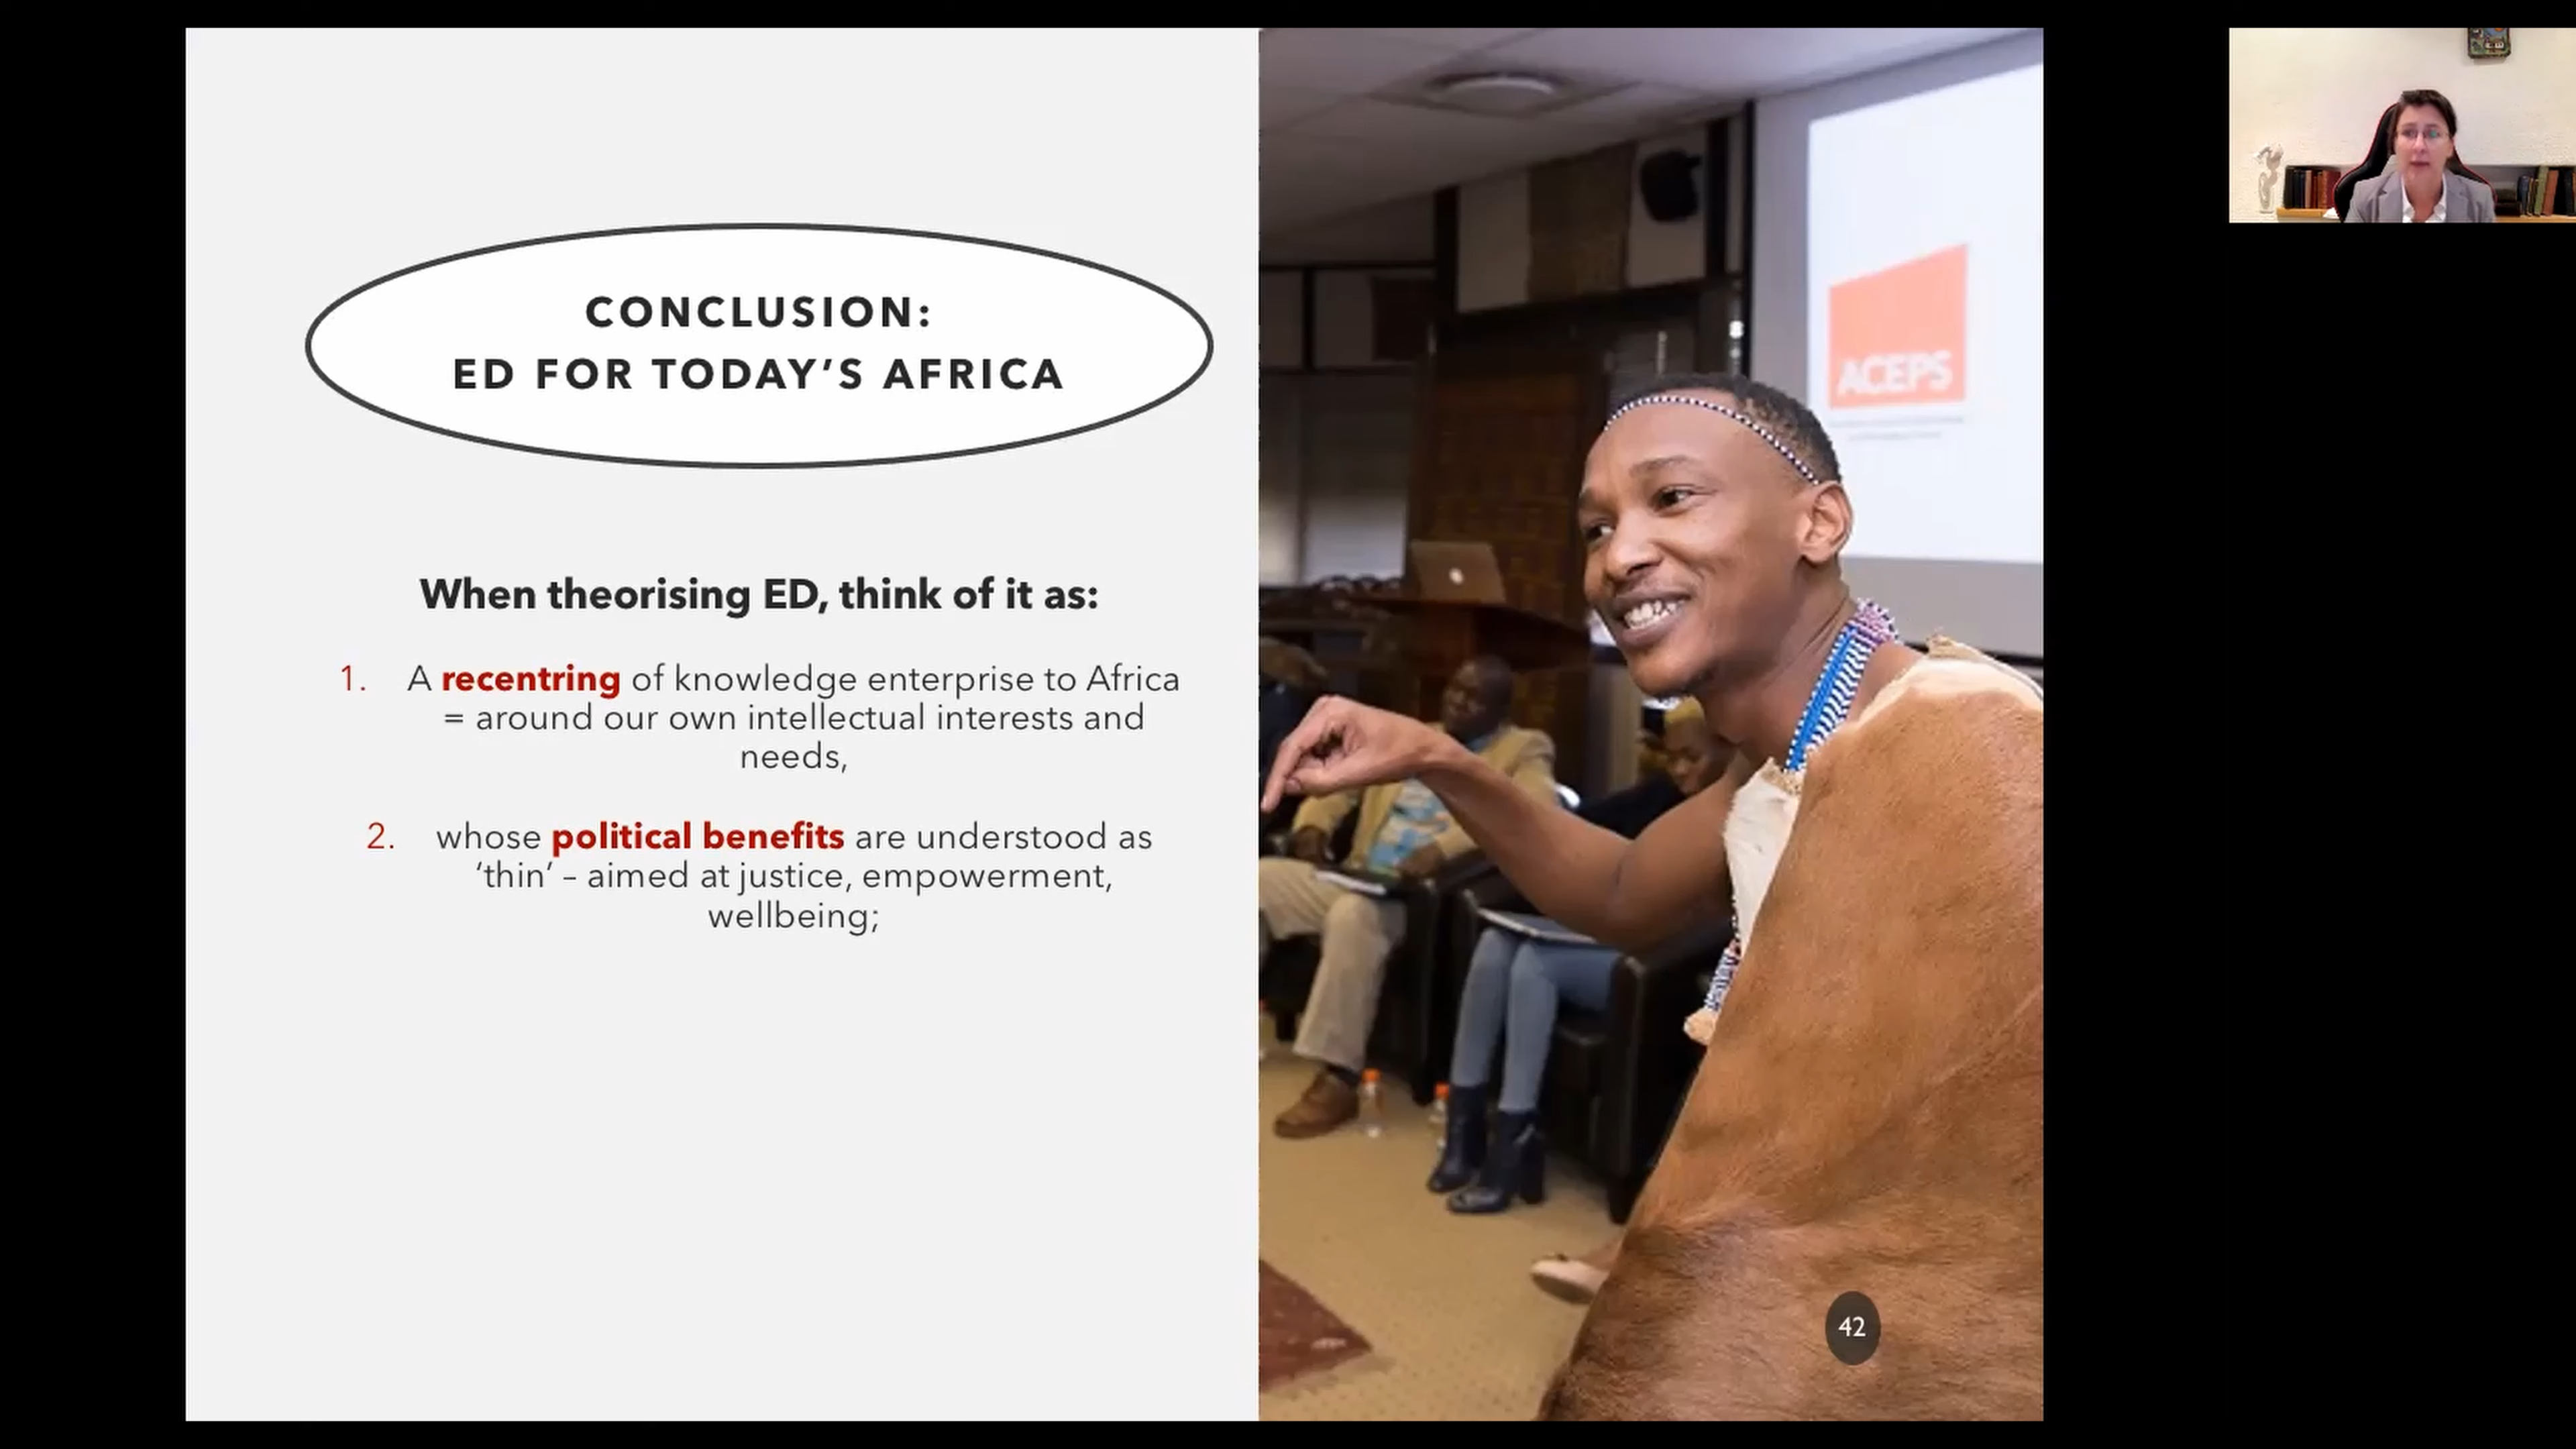 CONCLUSION:
ED FOR TODAY’S AFRICA
When theorising ED, think of it as:
1. A recentring of knowledge enterprise to Africa
= around our own intellectual interests and
needs,
2. whose political benefits are understood as
‘thin’ – aimed at justice, empowerment,
wellbeing;
ACEPS
42